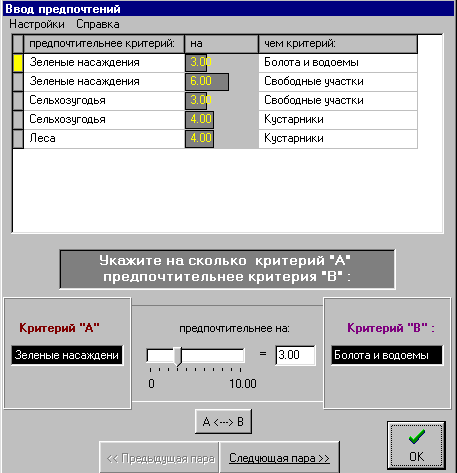 Ввод предпочтений
Настройки Справка
предпочтительнее критерий: на чем критерий:
Зеленые насаждения 3.00 Болота и водоемы
Зеленые насаждения 6.00 Свободные участки
Сельхозугодья 3.00 Свободные участки
Сельхозугодья 4.00 Кустарники
Леса 4.00 Кустарники
Укажите на сколько критерий "А"
предпочтительнее критерия "В" :
Критерий "А" предпочтительнее на: Критерий "В" :
Зеленые насаждени = 3.00 Болота и водоемы
0 10.00
А <---> В
<< Предыдущая пара Следующая пара >>
OK